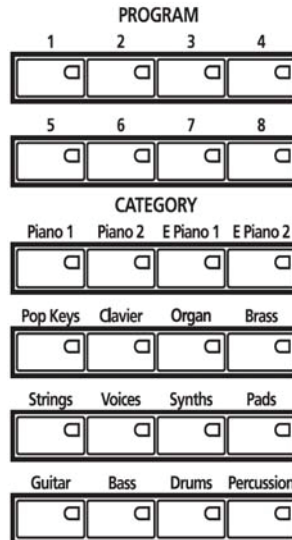 PROGRAM
1 2 3 4
5 6 7 8
CATEGORY
Piano 1 Piano 2 E Piano 1 E Piano 2
Pop Keys Clavier Organ Brass
Strings Voices Synths Pads
Guitar Bass Drums Percussion